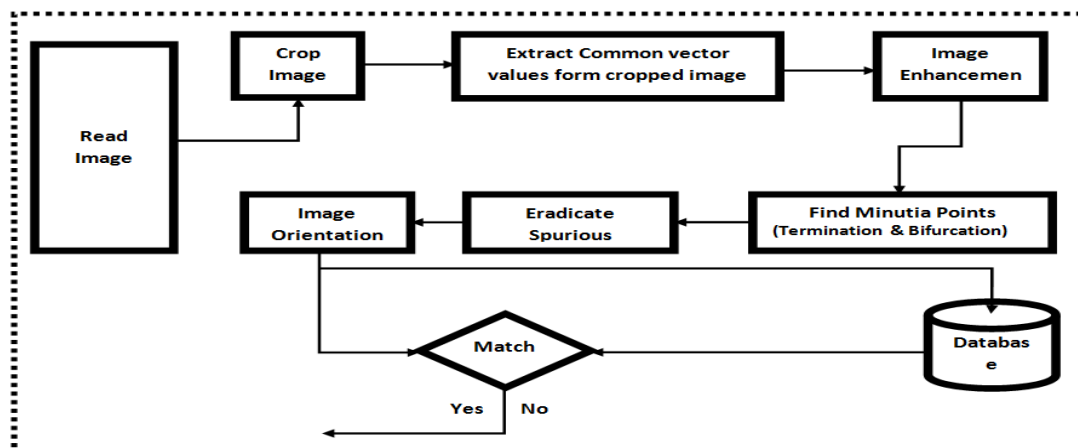 Read
Image
Crop
Image
Extract Common vector
values form cropped image
Image
Enhancemen
Find Minutia Points
(Termination & Bifurcation)
Eradicate
Spurious
Image
Orientation
Databas
e
Match
Yes No